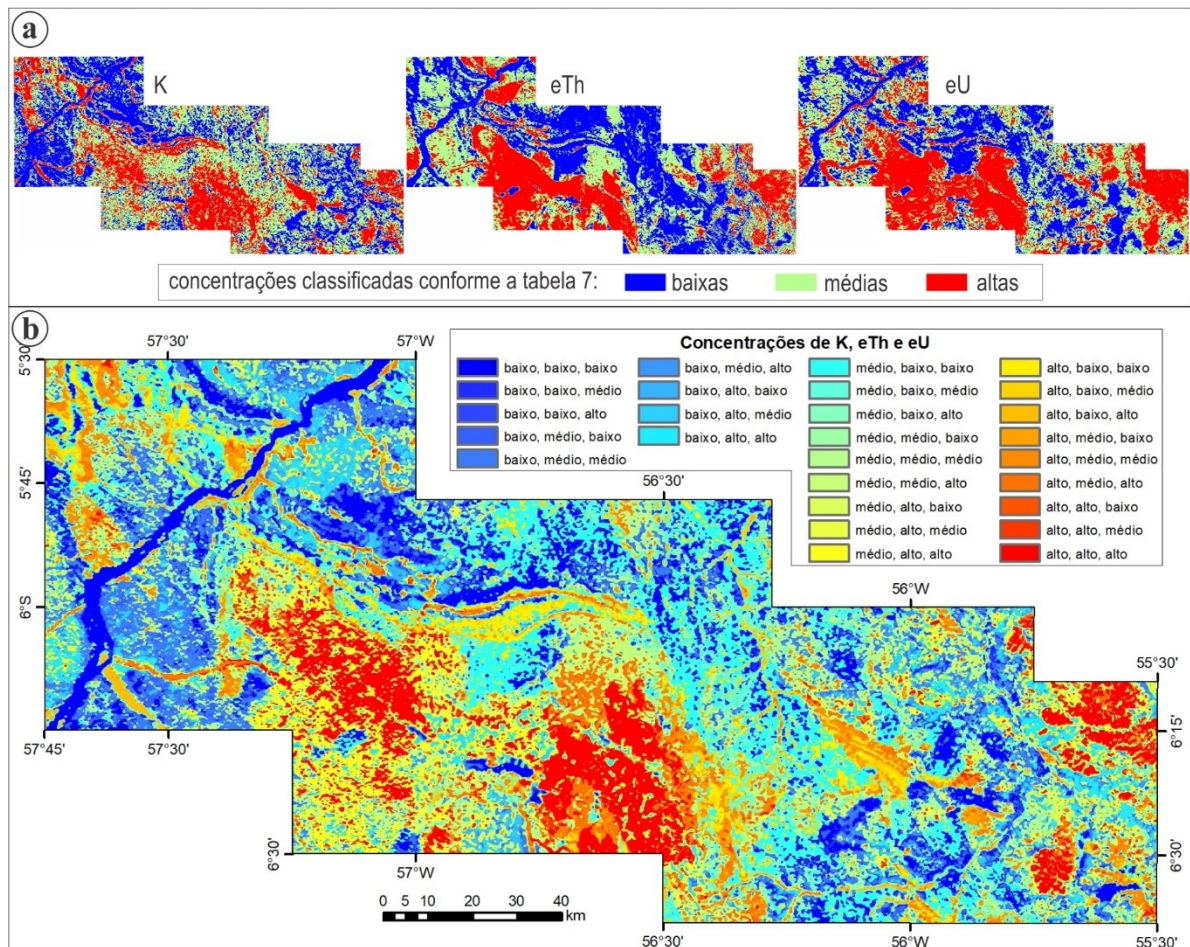 a
K
eTh
eU
concentrações classificadas conforme a tabela 7:
baixas
médias
altas
b
57°30'
57°W
5°30'
5°45'
6°S
57°45'
57°30'
6°30'
57°W
56°30'
56°W
55°30'
6°15'
6°30'
56°30'
56°W
55°30'
0 5 10 20 30 40
km
Concentrações de K, eTh e eU
baixo, baixo, baixo
baixo, baixo, médio
baixo, baixo, alto
baixo, médio, baixo
baixo, médio, médio
baixo, médio, alto
baixo, alto, baixo
baixo, alto, médio
baixo, alto, alto
médio, baixo, baixo
médio, baixo, médio
médio, baixo, alto
médio, médio, baixo
médio, médio, médio
médio, médio, alto
médio, alto, baixo
médio, alto, médio
médio, alto, alto
alto, baixo, baixo
alto, baixo, médio
alto, baixo, alto
alto, médio, baixo
alto, médio, médio
alto, médio, alto
alto, alto, baixo
alto, alto, médio
alto, alto, alto